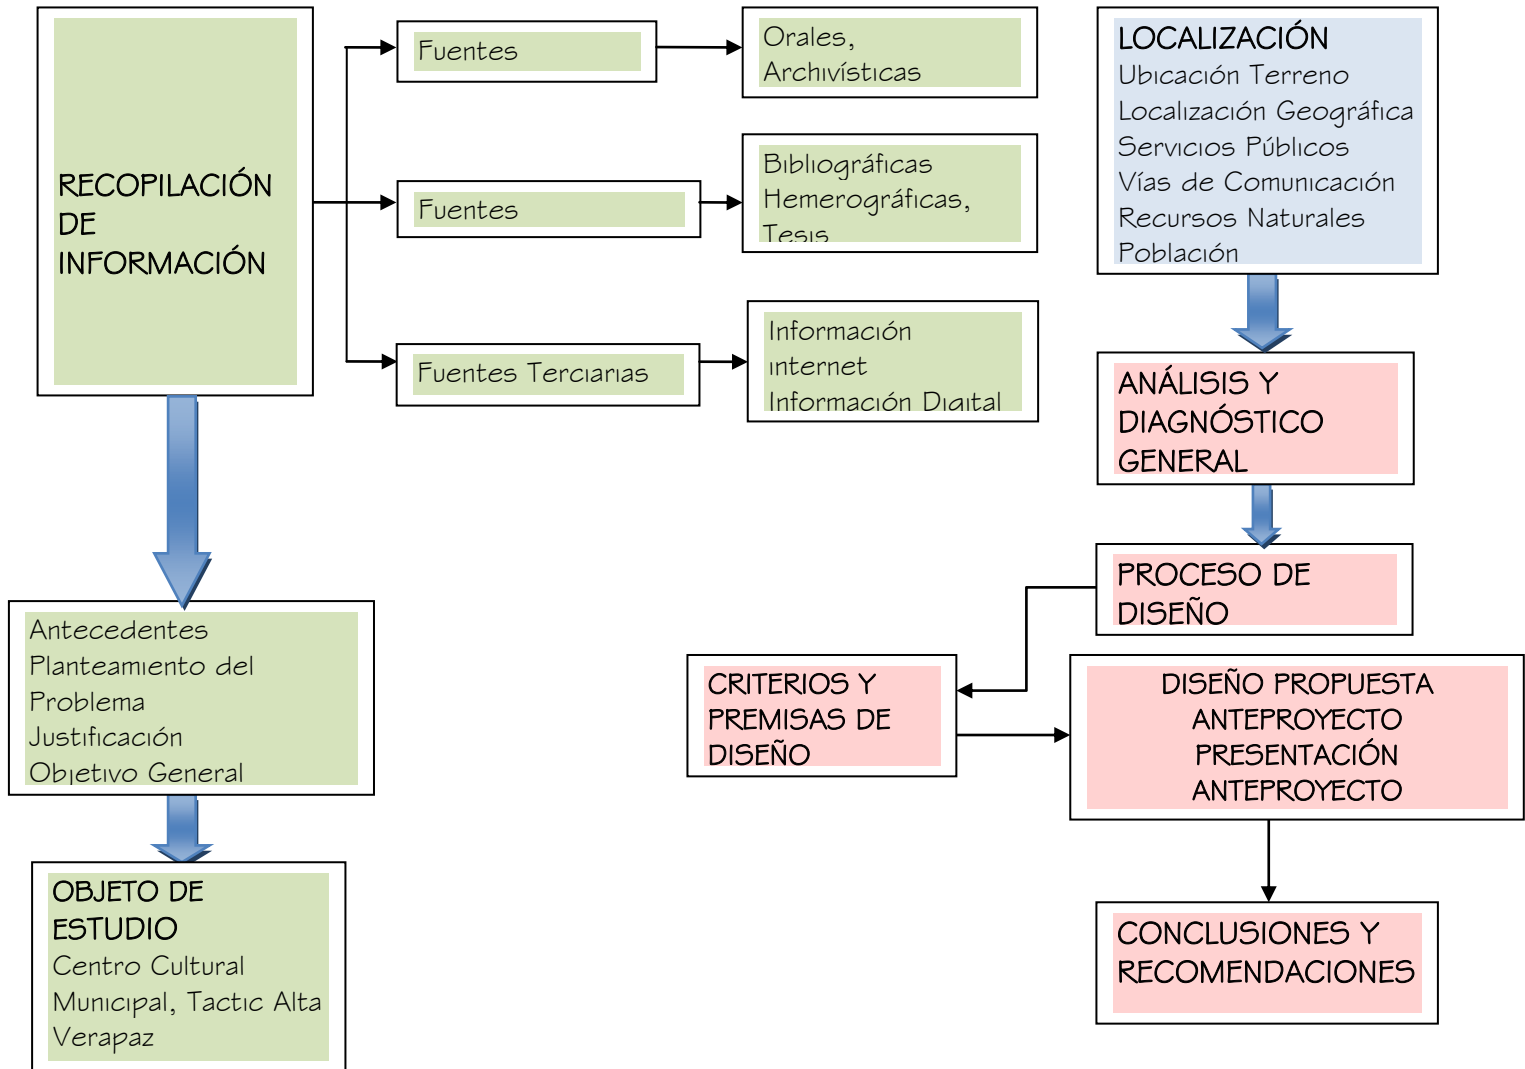 RECOPILACIÓN
DE
INFORMACIÓN
Fuentes
Orales,
Archivísticas
Fuentes
Bibliográficas
Hemerográficas,
Tesis
Fuentes Terciarias
Información
internet
Información Digital
Antecedentes
Planteamiento del
Problema
Justificación
Objetivo General
OBJETO DE
ESTUDIO
Centro Cultural
Municipal, Tactic Alta
Verapaz
LOCALIZACIÓN
Ubicación Terreno
Localización Geográfica
Servicios Públicos
Vías de Comunicación
Recursos Naturales
Población
ANÁLISIS Y
DIAGNÓSTICO
GENERAL
PROCESO DE
DISEÑO
CRITERIOS Y
PREMISAS DE
DISEÑO
DISEÑO PROPUESTA
ANTEPROYECTO
PRESENTACIÓN
ANTEPROYECTO
CONCLUSIONES Y
RECOMENDACIONES